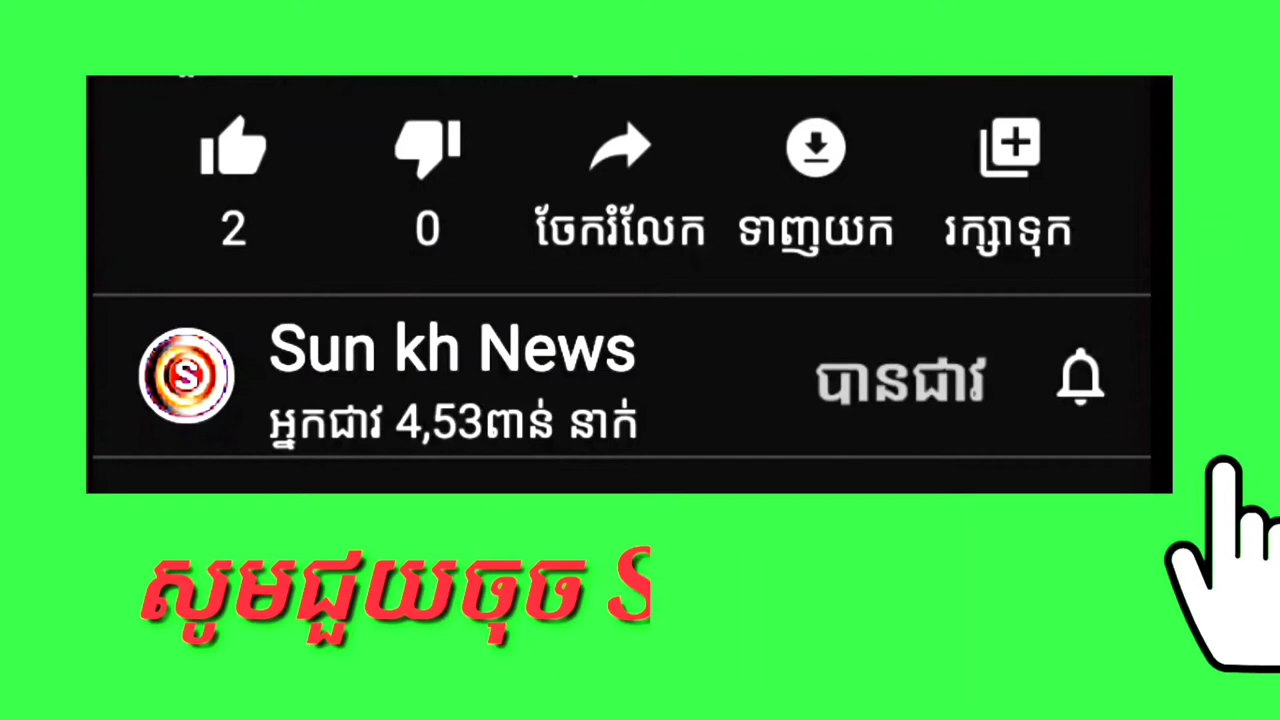 2
0
ចែករំលែក
ទាញយក
រក្សាទុក
S
Sun kh News
បានជាវ
អ្នកជាវ 4,53ពាន់ នាក់
សូមជួយចុច S